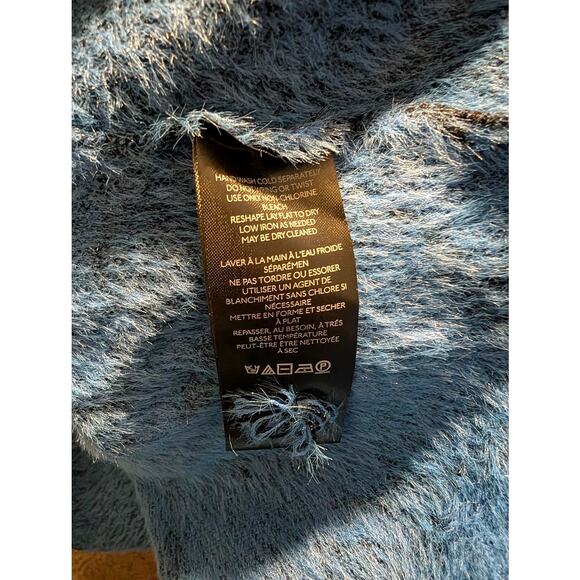 HAND WASH COLD SEPARATELY
DO NOT WRING OR TWIST
USE ONLY NON-CHLORINE
BLEACH
RESHAPE LAY FLAT TO DRY
LOW IRON AS NEEDED
MAY BE DRY CLEANED
LAVER À LA MAIN À L'EAU FROIDE
SÉPARÉMEN
NE PAS TORDRE OU ESSORER
UTILISER UN AGENT DE
BLANCHIMENT SANS CHLORE SI
NÉCESSAIRE
METTRE EN FORME ET SECHER
À PLAT
REPASSER, AU BESOIN, À TRÉS
BASSE TEMPÉRATURE
PEUT-ÊTRE ÊTRE NETTOYÉE
À SEC
P